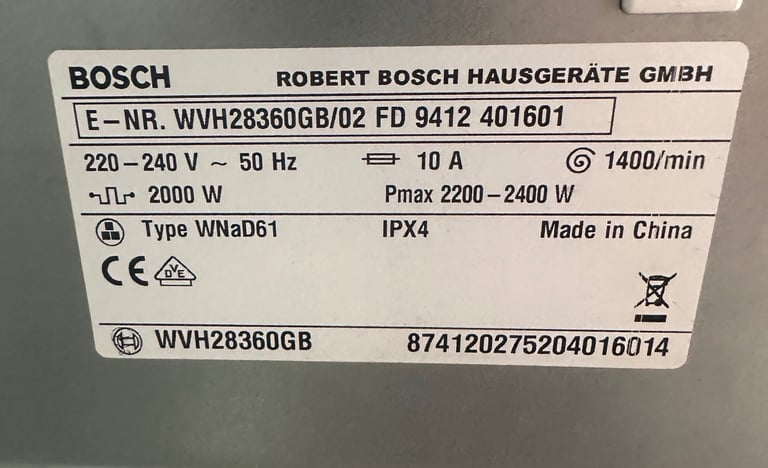 BOSCH ROBERT BOSCH HAUSGERÄTE GMBH
E-NR. WVH28360GB/02 FD 9412 401601
220-240 V ~ 50 Hz 10 A 1400/min
2000 W Pmax 2200-2400 W
Type WNaD61 IPX4 Made in China
CE DVE
WVH28360GB 874120275204016014